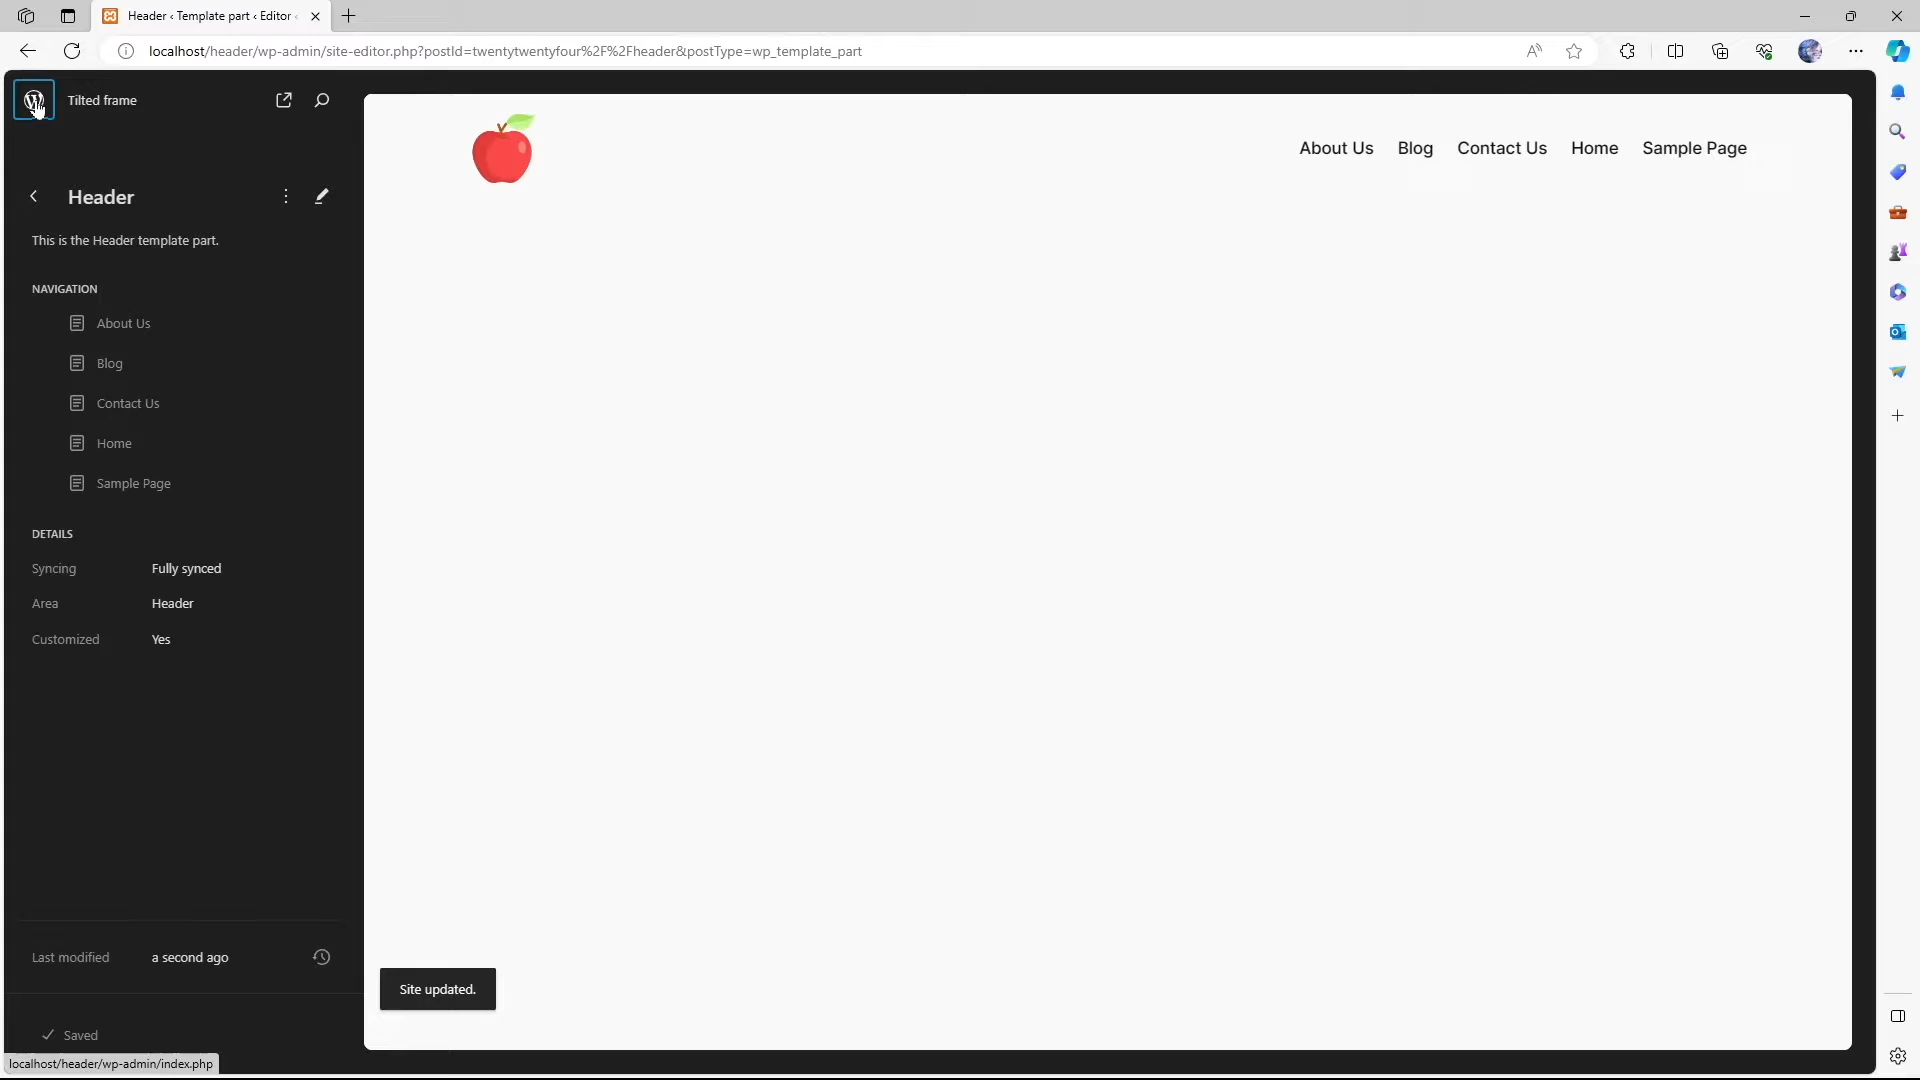 Header ‹ Template part ‹ Editor ‹
localhost/header/wp-admin/site-editor.php?postId=twentytwentyfour%2F%2Fheader&postType=wp_template_part
Tilted frame
Header
This is the Header template part.
NAVIGATION
About Us
Blog
Contact Us
Home
Sample Page
DETAILS
Syncing Fully synced
Area Header
Customized Yes
Last modified a second ago
Saved
localhost/header/wp-admin/index.php
About Us Blog Contact Us Home Sample Page
Site updated.